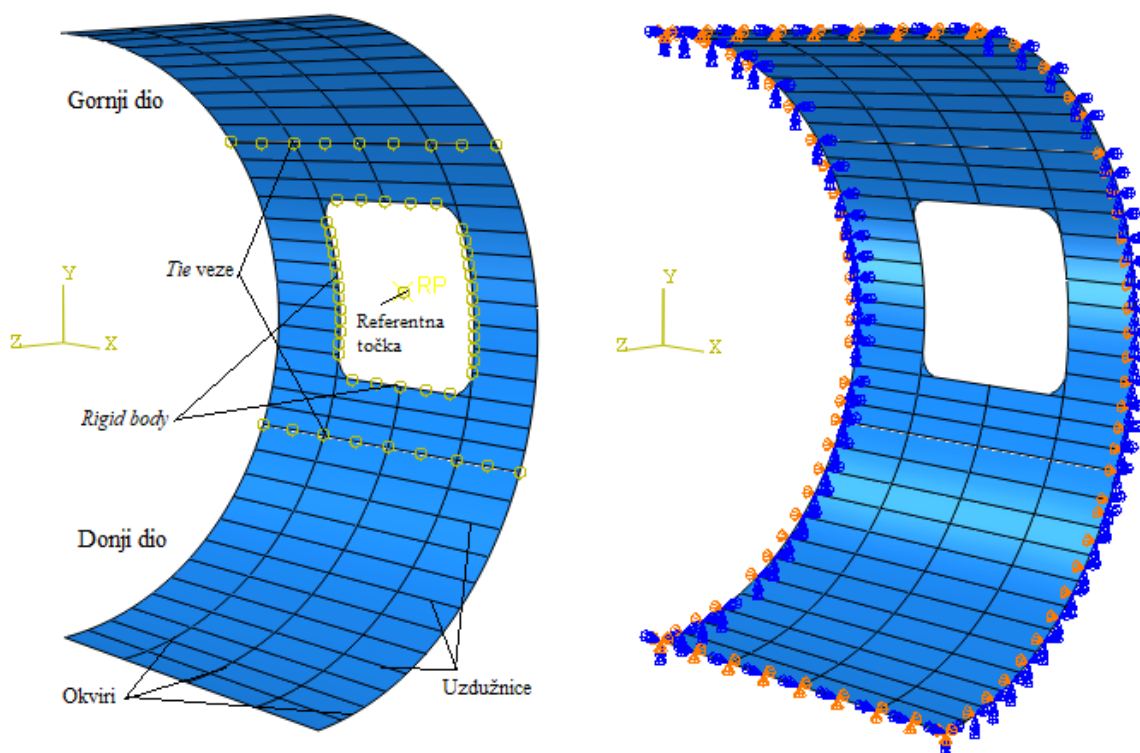 Gornji dio
Tie veze
Y
Z
X
RP
Referentna
točka
Rigid body
Donji dio
Okviri
Uzdužnice
Y
Z
X